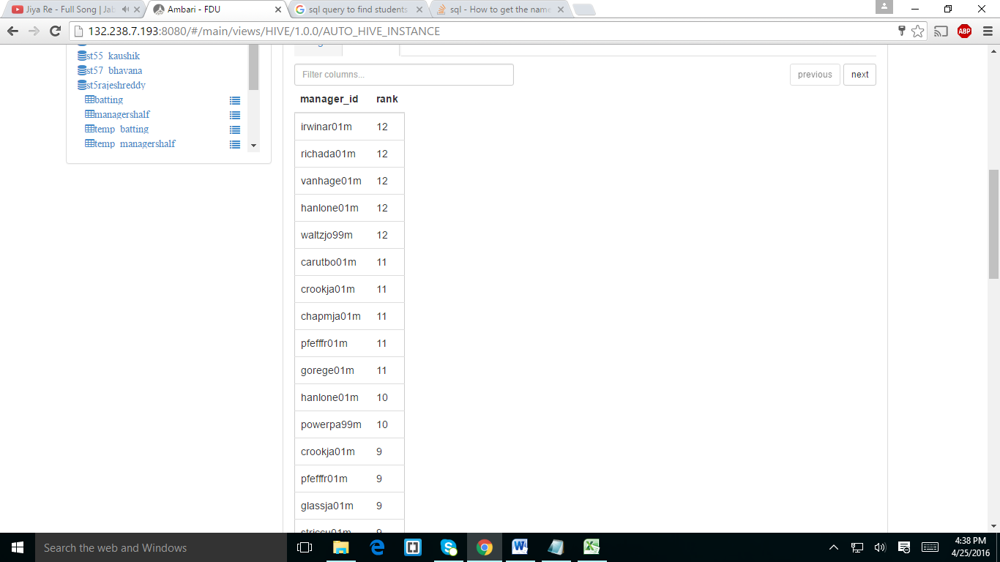 Jiya Re - Full Song | Jab
Ambari - FDU
sql query to find students
sql - How to get the name
132.238.7.193:8080/#/main/views/HIVE/1.0.0/AUTO_HIVE_INSTANCE
ABP
st55_kaushik
st57_bhavana
st5rajeshreddy
batting
managershalf
temp_batting
temp_managershalf
Filter columns...
previous
next
manager_id rank
irwinar01m 12
richada01m 12
vanhage01m 12
hanlone01m 12
waltzjo99m 12
carutbo01m 11
crookja01m 11
chapmja01m 11
pfefffr01m 11
gorege01m 11
hanlone01m 10
powerpa99m 10
crookja01m 9
pfefffr01m 9
glassja01m 9
9
Search the web and Windows
4:38 PM
4/25/2016